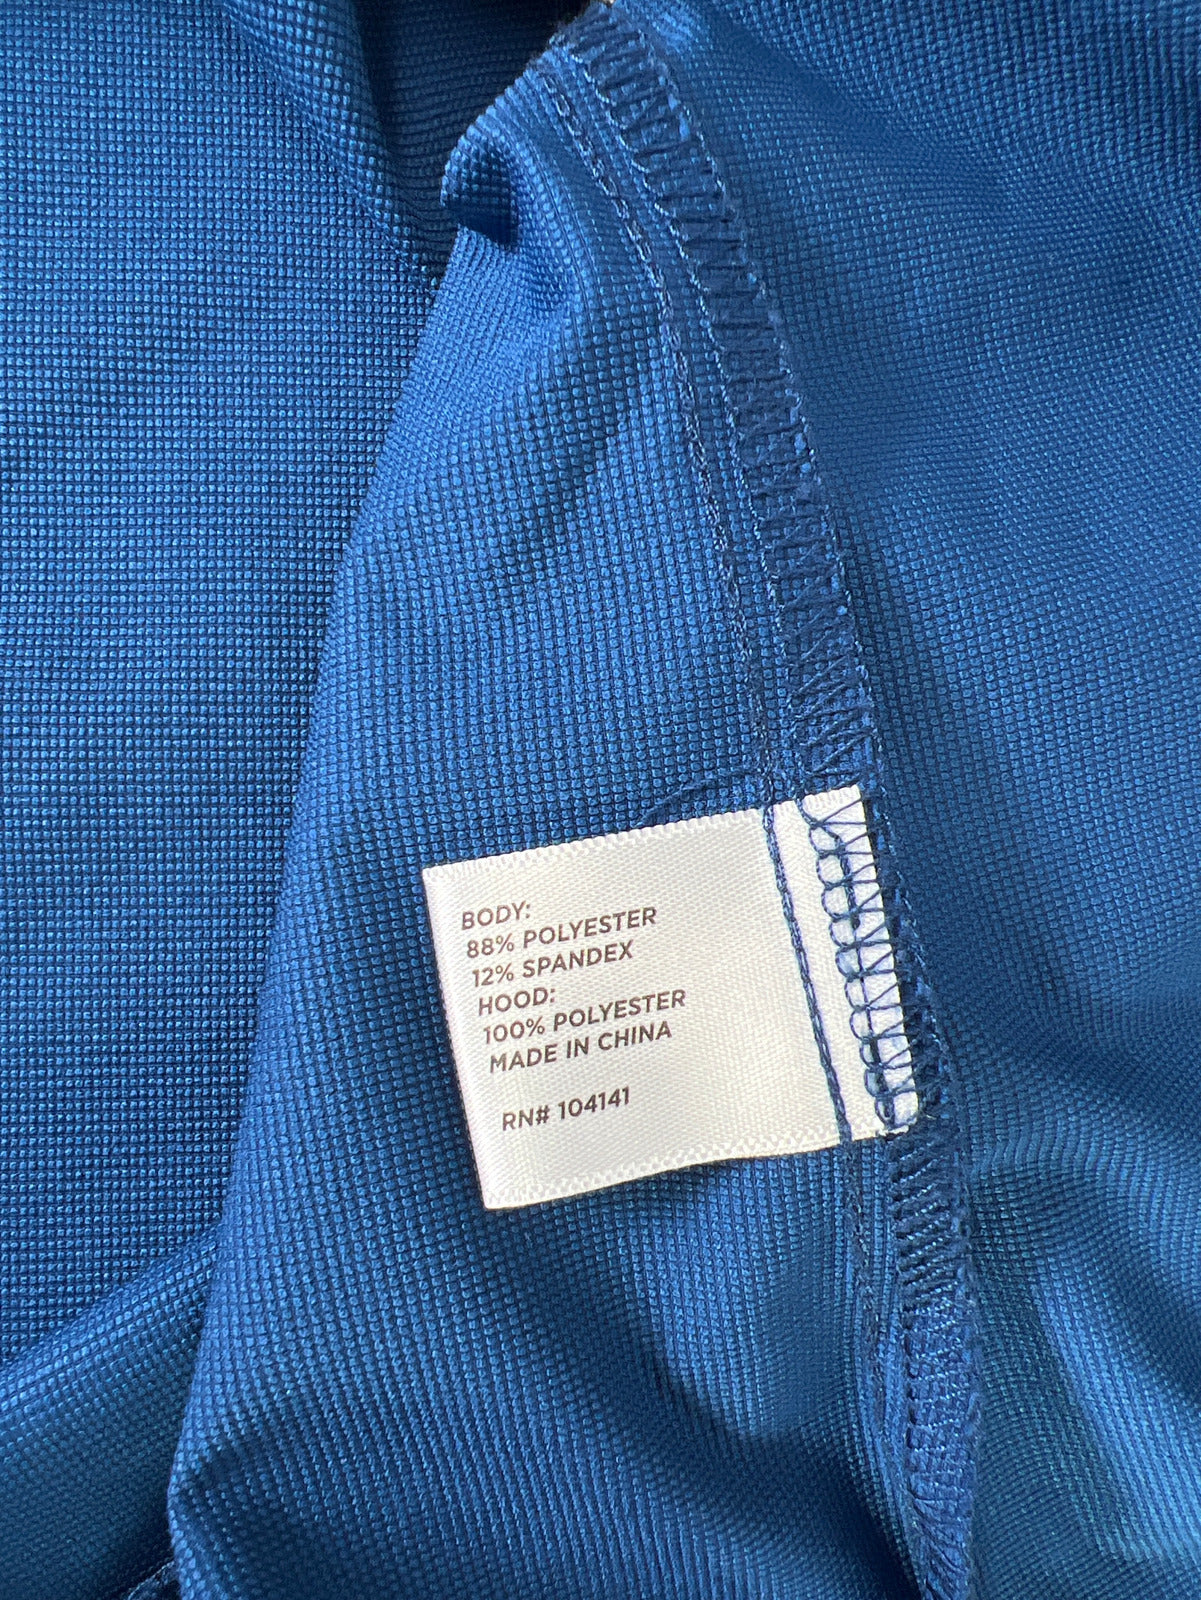 BODY:
88% POLYESTER
12% SPANDEX
HOOD:
100% POLYESTER
MADE IN CHINA
RN# 104141